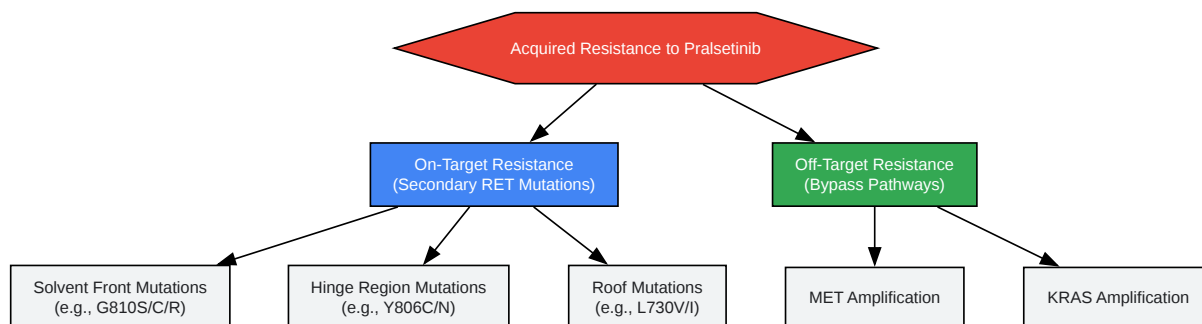 Acquired Resistance to Pralsetinib
On-Target Resistance
(Secondary RET Mutations)
Off-Target Resistance
(Bypass Pathways)
Solvent Front Mutations
(e.g., G810S/C/R)
Hinge Region Mutations
(e.g., Y806C/N)
Roof Mutations
(e.g., L730V/I)
MET Amplification
KRAS Amplification